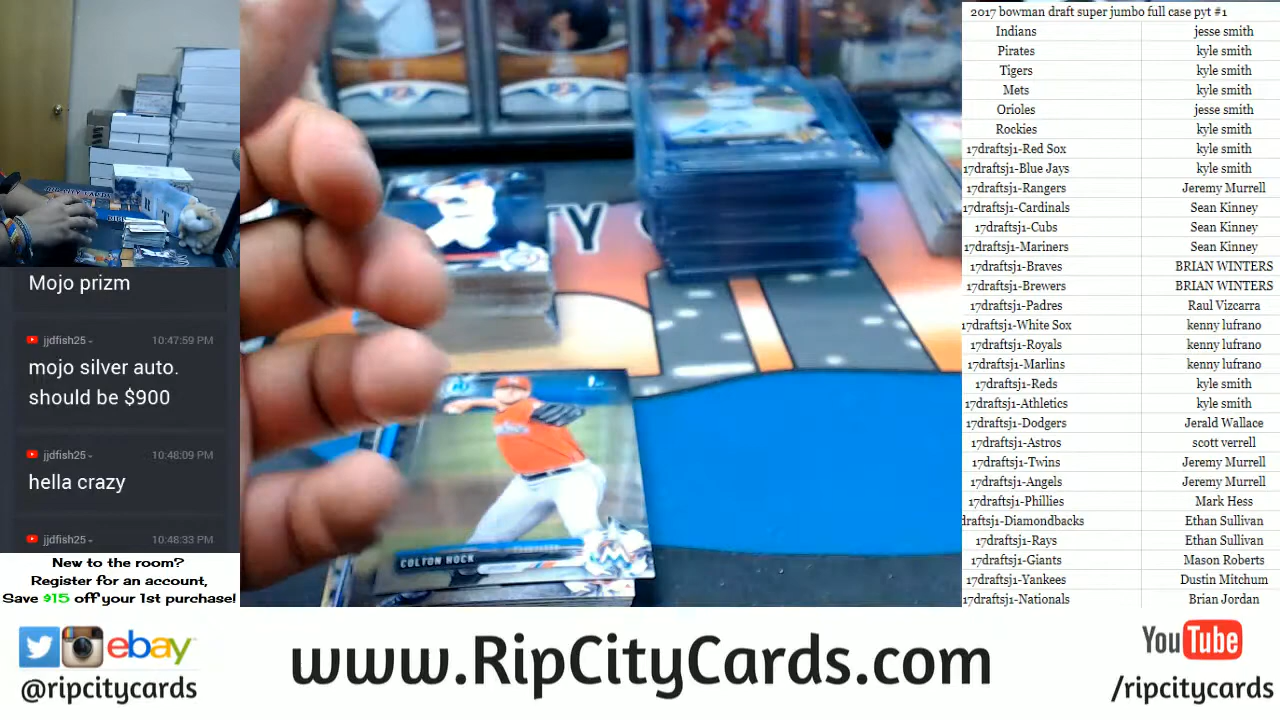 Mojo prizm
jjdfish25 10:47:59 PM
mojo silver auto.
should be $900
jjdfish25 10:48:09 PM
hella crazy
jjdfish25 10:48:33 PM
New to the room?
Register for an account,
Save $15 off your 1st purchase!
COLTON HOCK
TY
2017 bowman draft super jumbo full case pyt #1
Indians jesse smith
Pirates kyle smith
Tigers kyle smith
Mets kyle smith
Orioles jesse smith
Rockies kyle smith
17draftsj1-Red Sox kyle smith
17draftsj1-Blue Jays kyle smith
17draftsj1-Rangers Jeremy Murrell
17draftsj1-Cardinals Sean Kinney
17draftsj1-Cubs Sean Kinney
17draftsj1-Mariners Sean Kinney
17draftsj1-Braves BRIAN WINTERS
17draftsj1-Brewers BRIAN WINTERS
17draftsj1-Padres Raul Vizcarra
17draftsj1-White Sox kenny lufrano
17draftsj1-Royals kenny lufrano
17draftsj1-Marlins kenny lufrano
17draftsj1-Reds kyle smith
17draftsj1-Athletics kyle smith
17draftsj1-Dodgers Jerald Wallace
17draftsj1-Astros scott verrell
17draftsj1-Twins Jeremy Murrell
17draftsj1-Angels Jeremy Murrell
17draftsj1-Phillies Mark Hess
draftsj1-Diamondbacks Ethan Sullivan
17draftsj1-Rays Ethan Sullivan
17draftsj1-Giants Mason Roberts
17draftsj1-Yankees Dustin Mitchum
17draftsj1-Nationals Brian Jordan
ebay
@ripcitycards
www.RipCityCards.com
YouTube
/ripcitycards